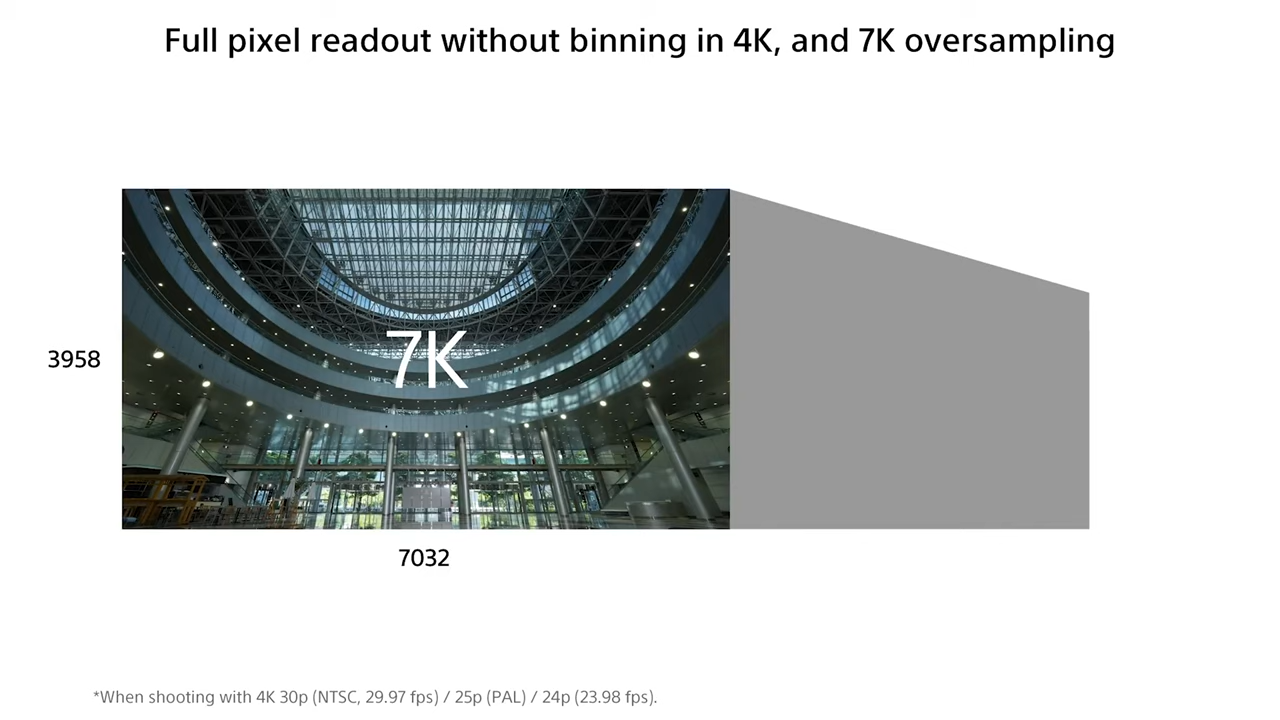 Full pixel readout without binning in 4K, and 7K oversampling
7K
3958
7032
*When shooting with 4K 30p (NTSC, 29.97 fps) / 25p (PAL) / 24p (23.98 fps).